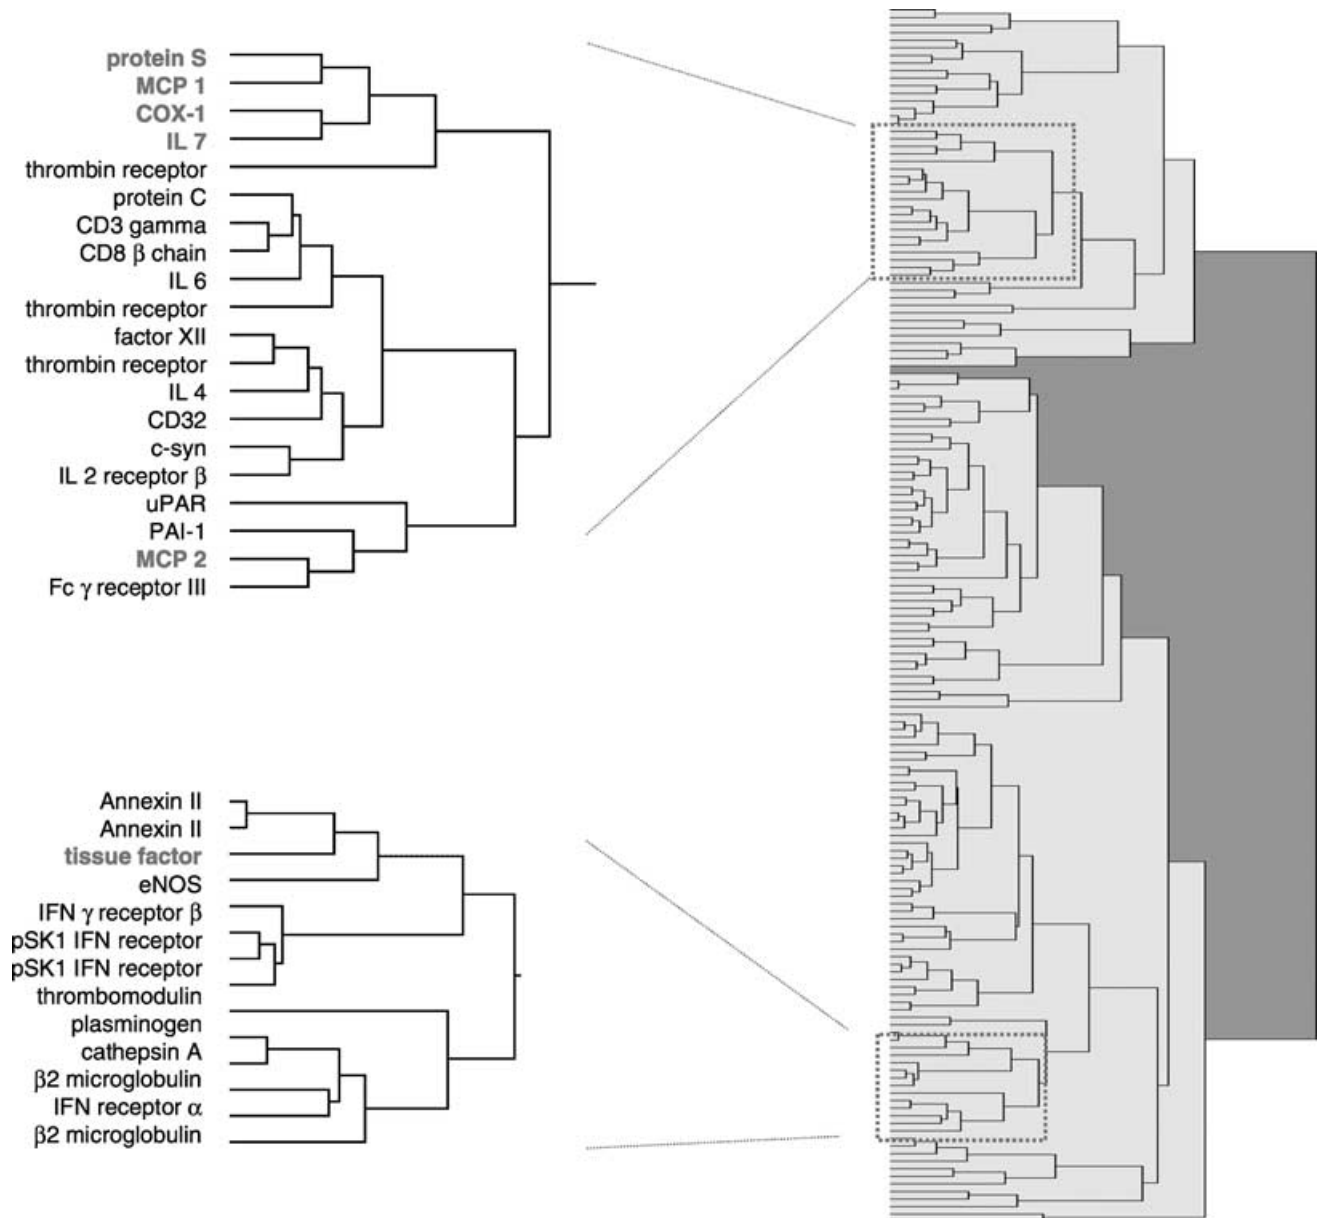 protein S
MCP 1
COX-1
IL 7
thrombin receptor
protein C
CD3 gamma
CD8 β chain
IL 6
thrombin receptor
factor XII
thrombin receptor
IL 4
CD32
c-syn
IL 2 receptor β
uPAR
PAI-1
MCP 2
Fc γ receptor III
Annexin II
Annexin II
tissue factor
eNOS
IFN γ receptor β
pSK1 IFN receptor
pSK1 IFN receptor
thrombomodulin
plasminogen
cathepsin A
β2 microglobulin
IFN receptor α
β2 microglobulin